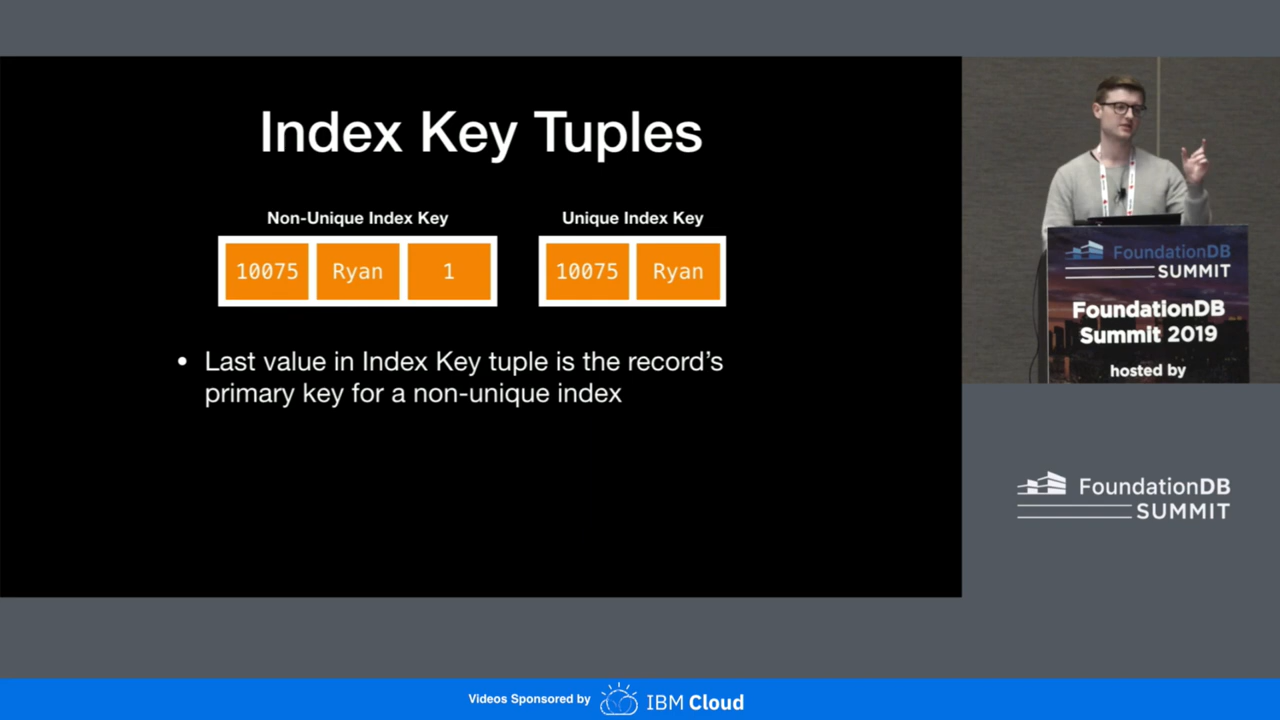 Index Key Tuples
Non-Unique Index Key
10075 Ryan 1
Unique Index Key
10075 Ryan
• Last value in Index Key tuple is the record's
primary key for a non-unique index
FoundationDB
SUMMIT
FoundationDB
Summit 2019
hosted by
FoundationDB
SUMMIT
Videos Sponsored by IBM Cloud